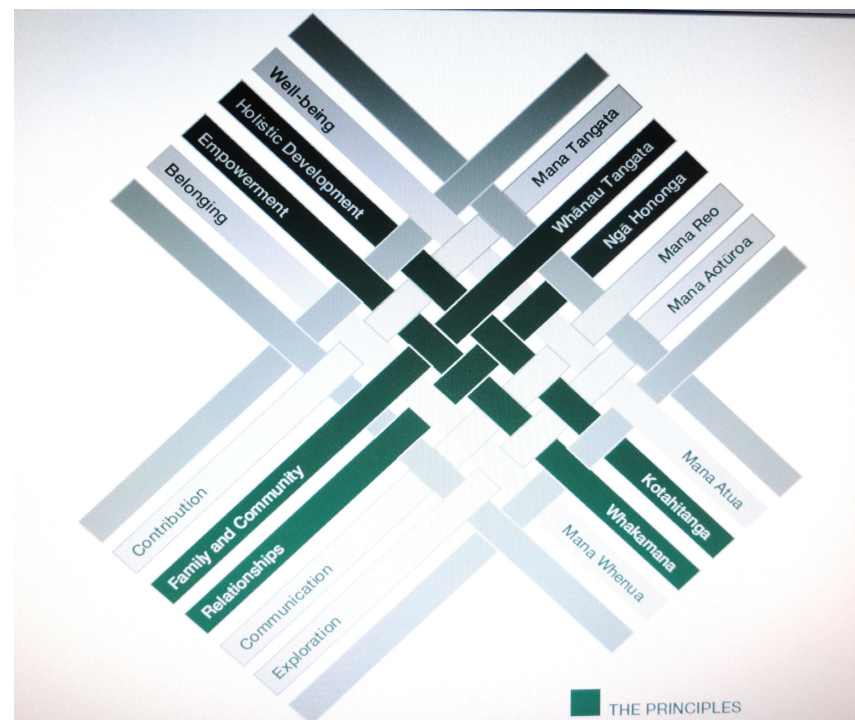 Well-being
Holistic Development
Empowerment
Belonging
Mana Tangata
Whānau Tangata
Ngā Hononga
Mana Reo
Mana Aotūroa
Contribution
Family and Community
Relationships
Communication
Exploration
Mana Atua
Kotahitanga
Whakamana
Mana Whenua
THE PRINCIPLES